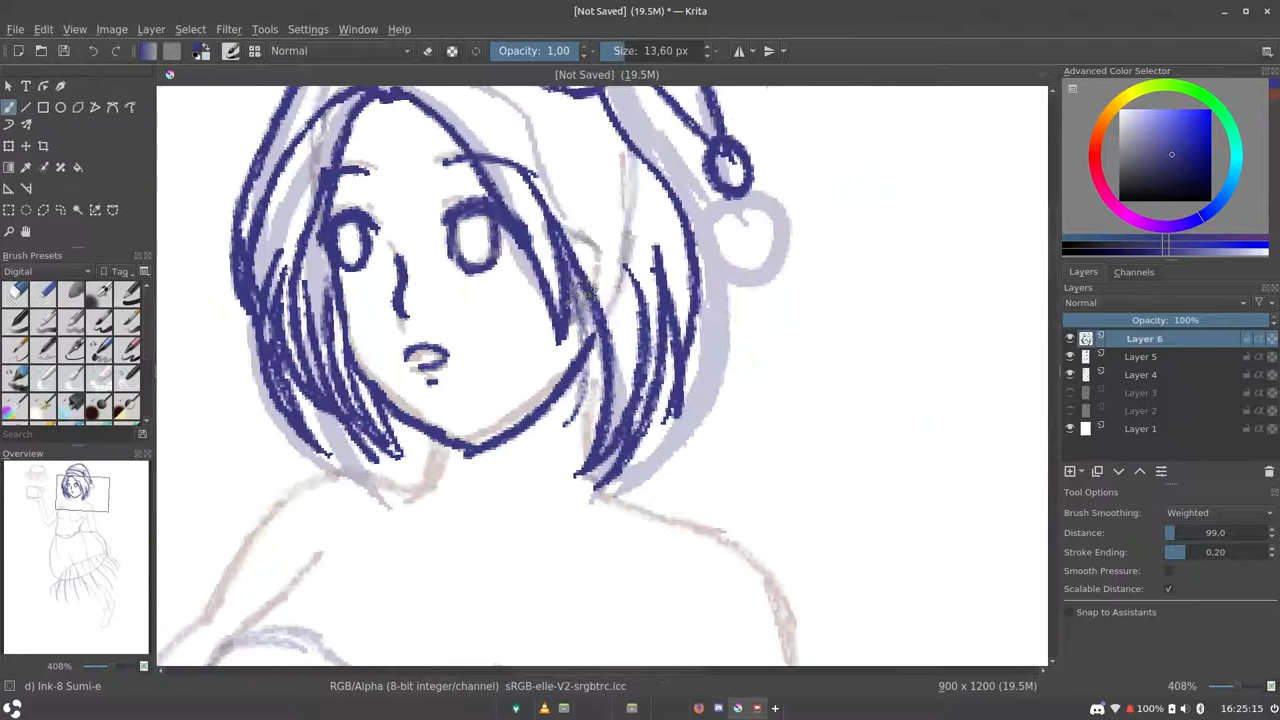 [Not Saved] (19.5M) * — Krita
File Edit View Image Layer Select Filter Tools Settings Window Help
Normal Opacity: 1,00 Size: 13,60 px
[Not Saved] (19.5M)
Advanced Color Selector
Brush Presets
Digital Tag
Search
Overview
408%
Layers Channels
Layers
Normal
Opacity: 100%
Layer 6
Layer 5
Layer 4
Layer 3
Layer 2
Layer 1
Tool Options
Brush Smoothing: Weighted
Distance: 99,0
Stroke Ending: 0,20
Smooth Pressure:
Scalable Distance:
Snap to Assistants
d) Ink-8 Sumi-e RGB/Alpha (8-bit integer/channel) sRGB-elle-V2-srgbtrc.icc 900 x 1200 (19.5M) 408%
100% 16:25:15